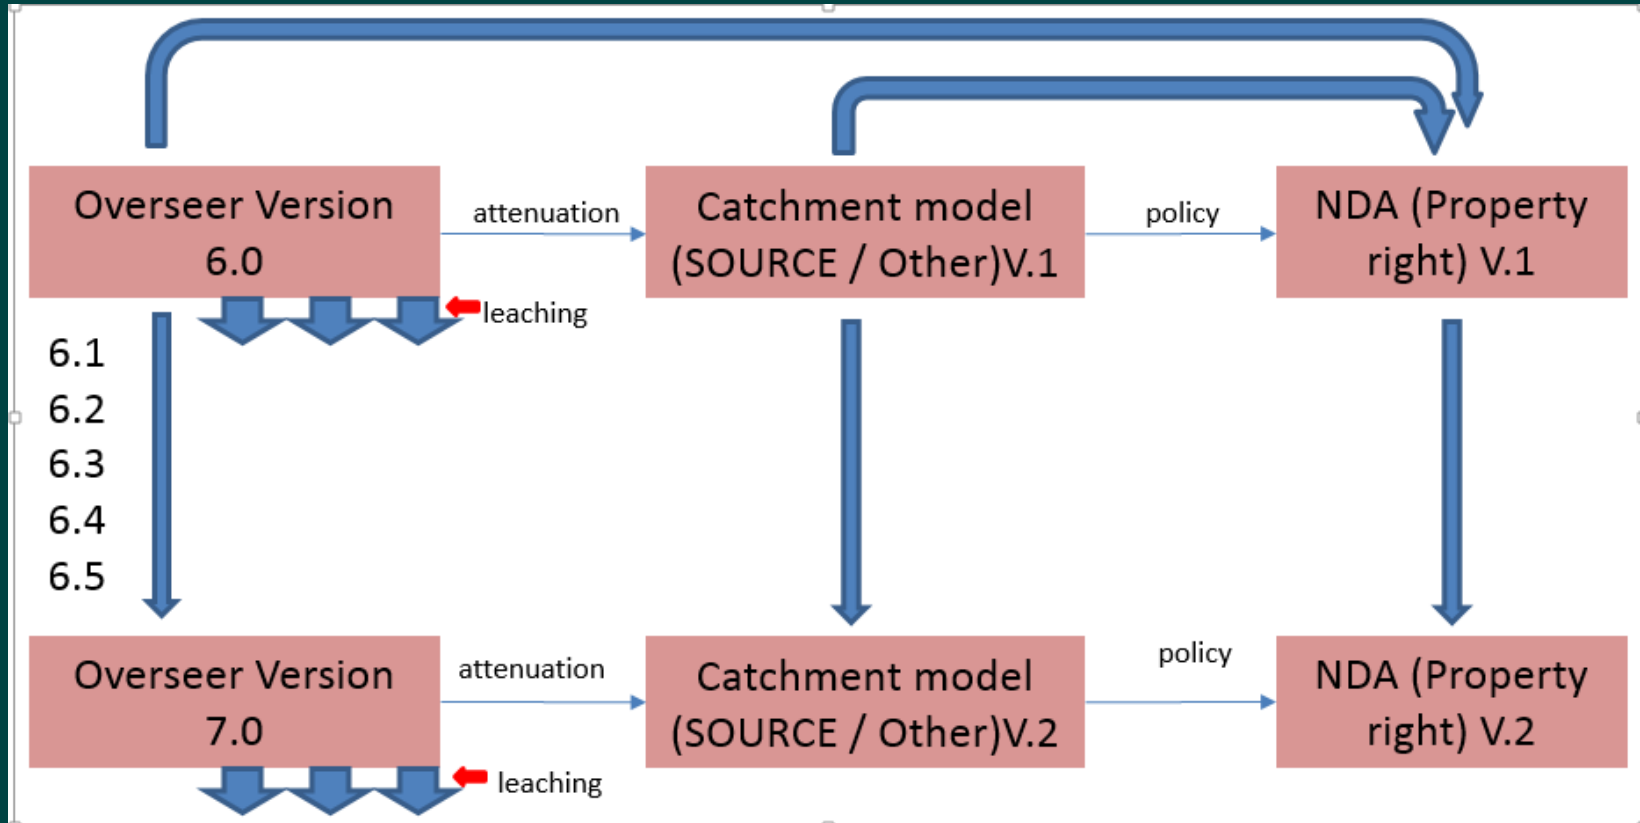 Overseer Version
6.0
attenuation
Catchment model
(SOURCE / Other)V.1
policy
NDA (Property
right) V.1
leaching
6.1
6.2
6.3
6.4
6.5
Overseer Version
7.0
attenuation
Catchment model
(SOURCE / Other)V.2
policy
NDA (Property
right) V.2
leaching